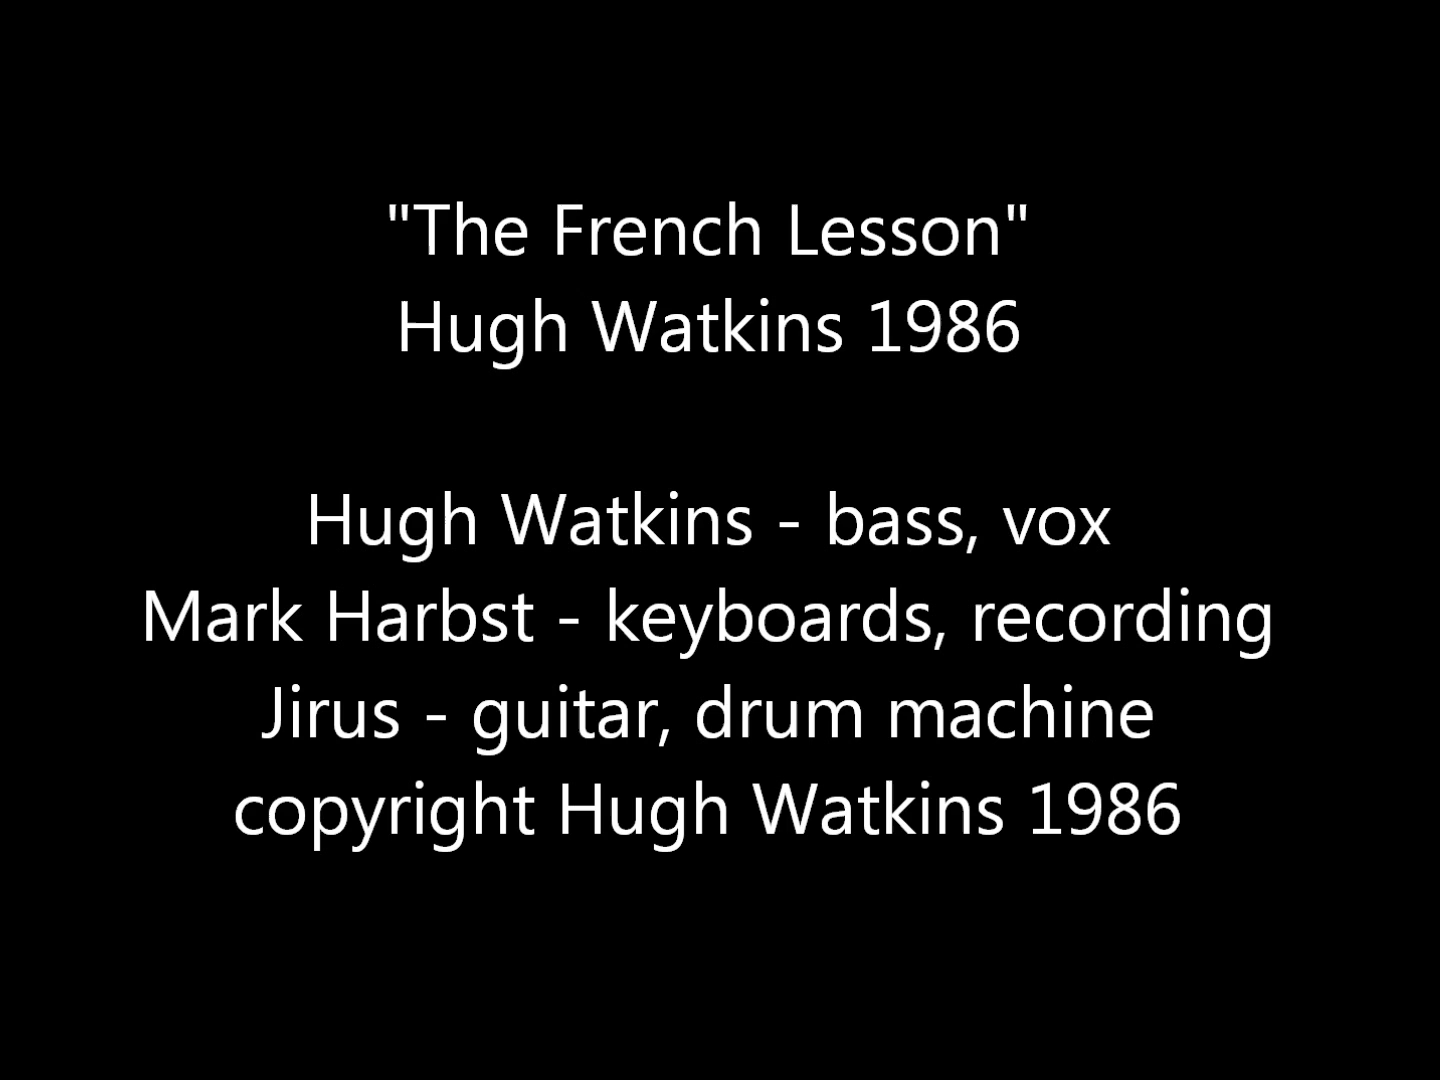 "The French Lesson"
Hugh Watkins 1986
Hugh Watkins - bass, vox
Mark Harbst - keyboards, recording
Jirus - guitar, drum machine
copyright Hugh Watkins 1986